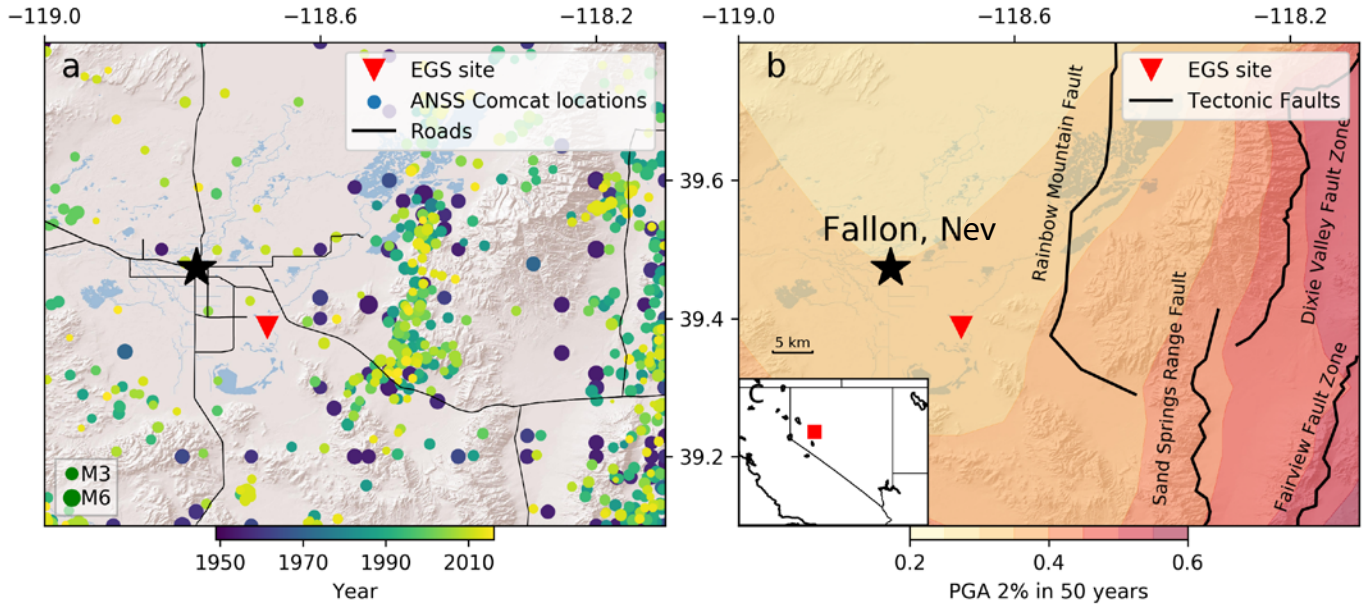 −119.0 −118.6 −118.2
a
EGS site
ANSS Comcat locations
Roads
M3
M6
1950 1970 1990 2010
Year
39.6
39.4
39.2
−119.0 −118.6 −118.2
b
EGS site
Tectonic Faults
Rainbow Mountain Fault
Dixie Valley Fault Zone
Fallon, Nev
Sand Springs Range Fault
Fairview Fault Zone
5 km
C
0.2 0.4 0.6
PGA 2% in 50 years